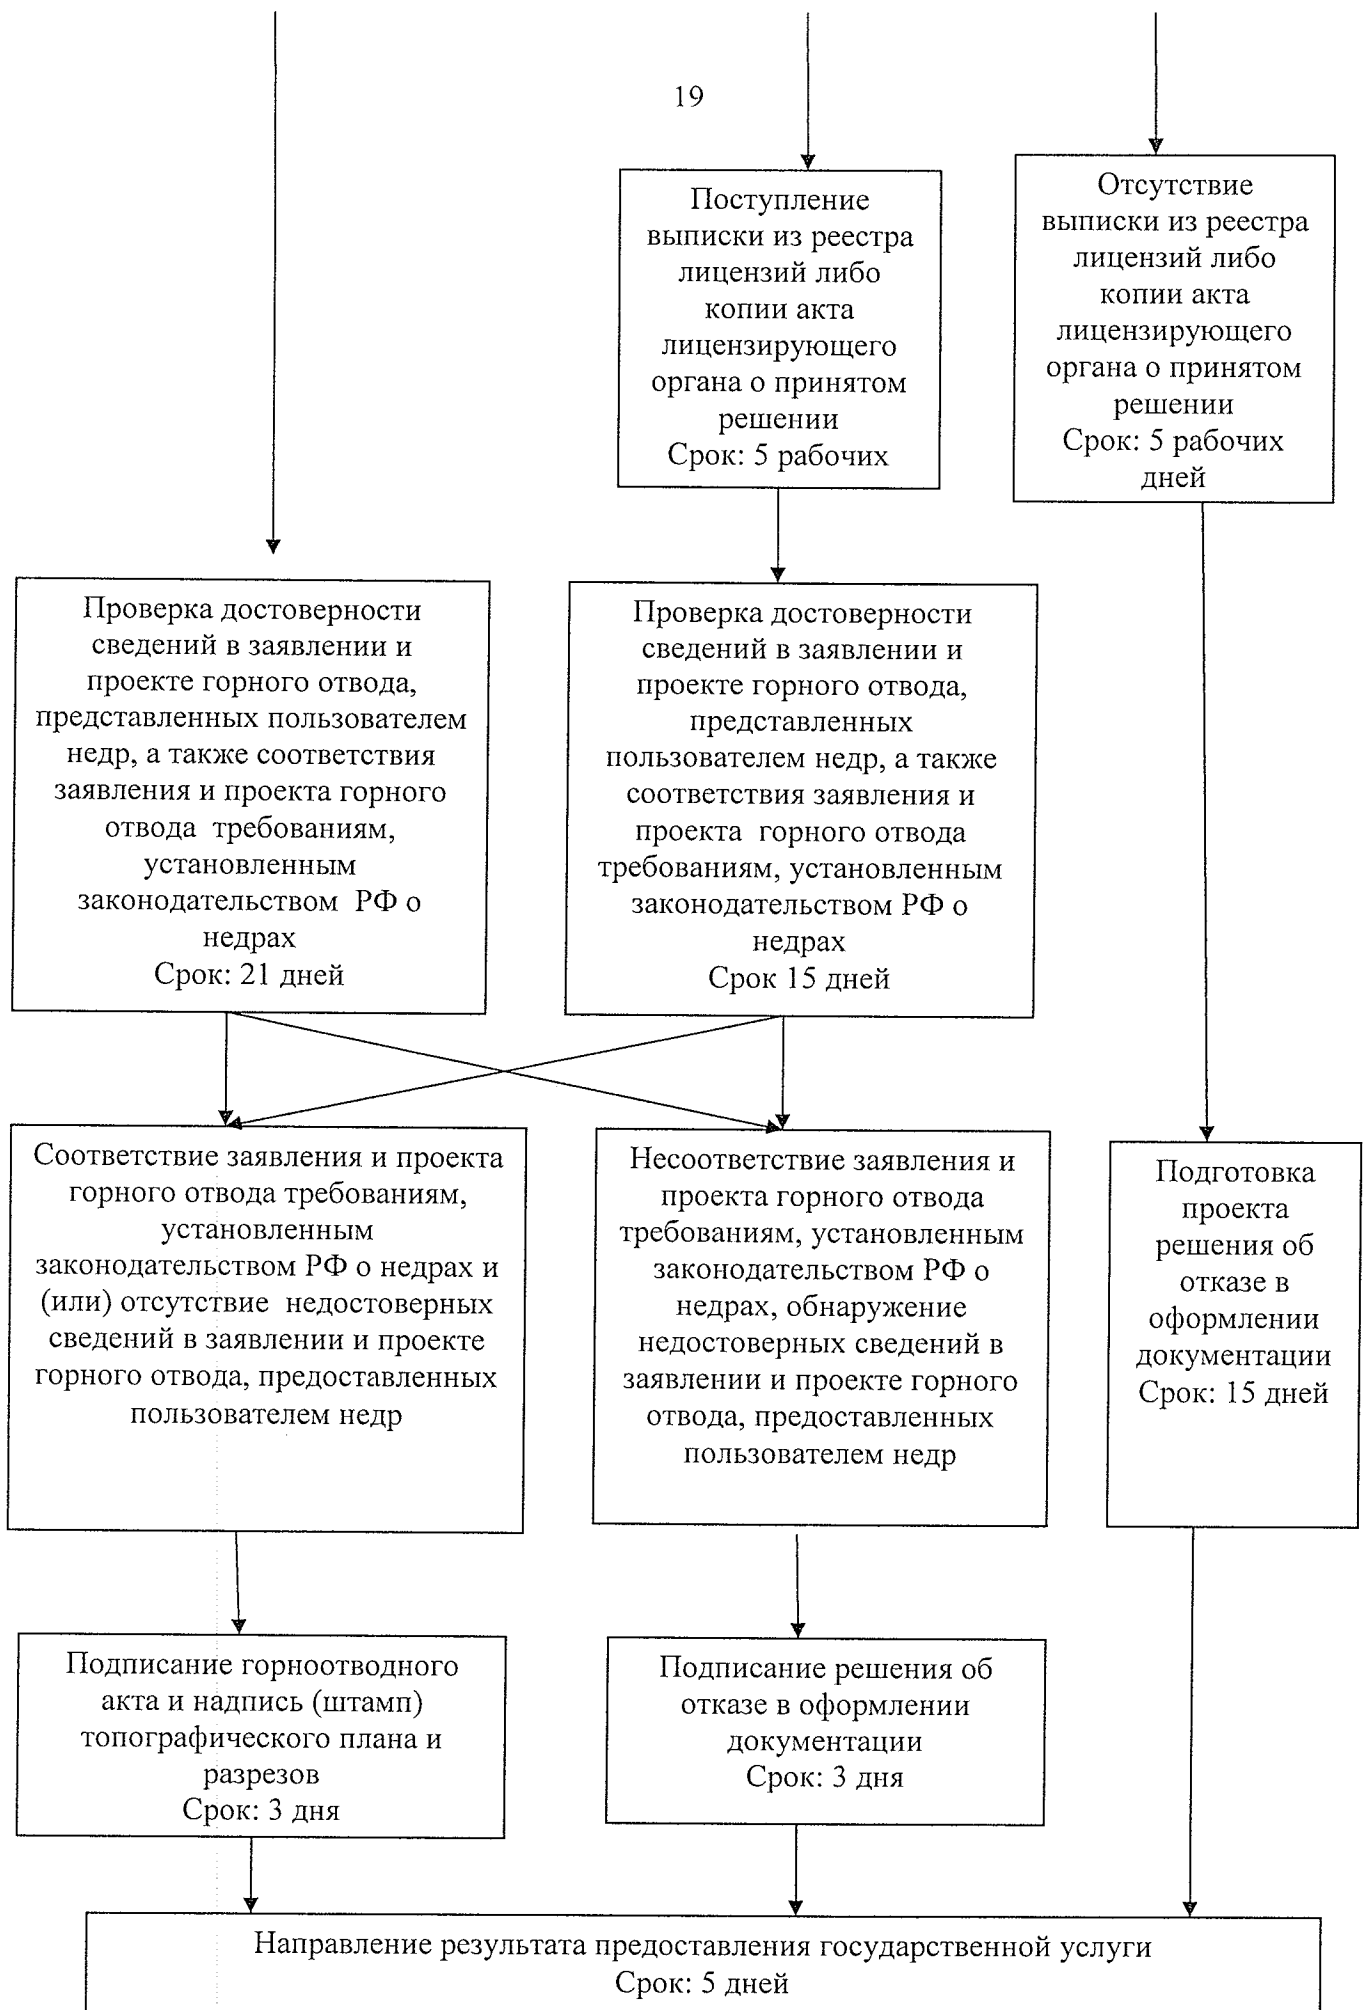 19
Поступление
выписки из реестра
лицензий либо
копии акта
лицензирующего
органа о принятом
решении
Срок: 5 рабочих
Отсутствие
выписки из реестра
лицензий либо
копии акта
лицензирующего
органа о принятом
решении
Срок: 5 рабочих
дней
Проверка достоверности
сведений в заявлении и
проекте горного отвода,
представленных пользователем
недр, а также соответствия
заявления и проекта горного
отвода требованиям,
установленным
законодательством РФ о
недрах
Срок: 21 дней
Проверка достоверности
сведений в заявлении и
проекте горного отвода,
представленных
пользователем недр, а также
соответствия заявления и
проекта горного отвода
требованиям, установленным
законодательством РФ о
недрах
Срок 15 дней
Соответствие заявления и проекта
горного отвода требованиям,
установленным
законодательством РФ о недрах и
(или) отсутствие недостоверных
сведений в заявлении и проекте
горного отвода, предоставленных
пользователем недр
Несоответствие заявления и
проекта горного отвода
требованиям, установленным
законодательством РФ о
недрах, обнаружение
недостоверных сведений в
заявлении и проекте горного
отвода, предоставленных
пользователем недр
Подготовка
проекта
решения об
отказе в
оформлении
документации
Срок: 15 дней
Подписание горноотводного
акта и надпись (штамп)
топографического плана и
разрезов
Срок: 3 дня
Подписание решения об
отказе в оформлении
документации
Срок: 3 дня
Направление результата предоставления государственной услуги
Срок: 5 дней